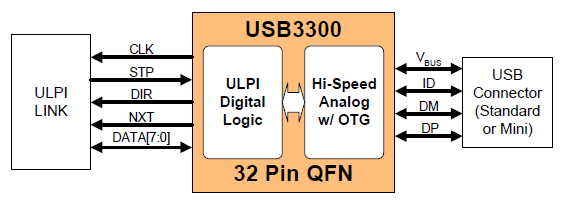 USB3300
ULPI
LINK
CLK
STP
DIR
NXT
DATA[7:0]
ULPI
Digital
Logic
Hi-Speed
Analog
w/ OTG
VBUS
ID
DM
DP
USB
Connector
(Standard
or Mini)
32 Pin QFN